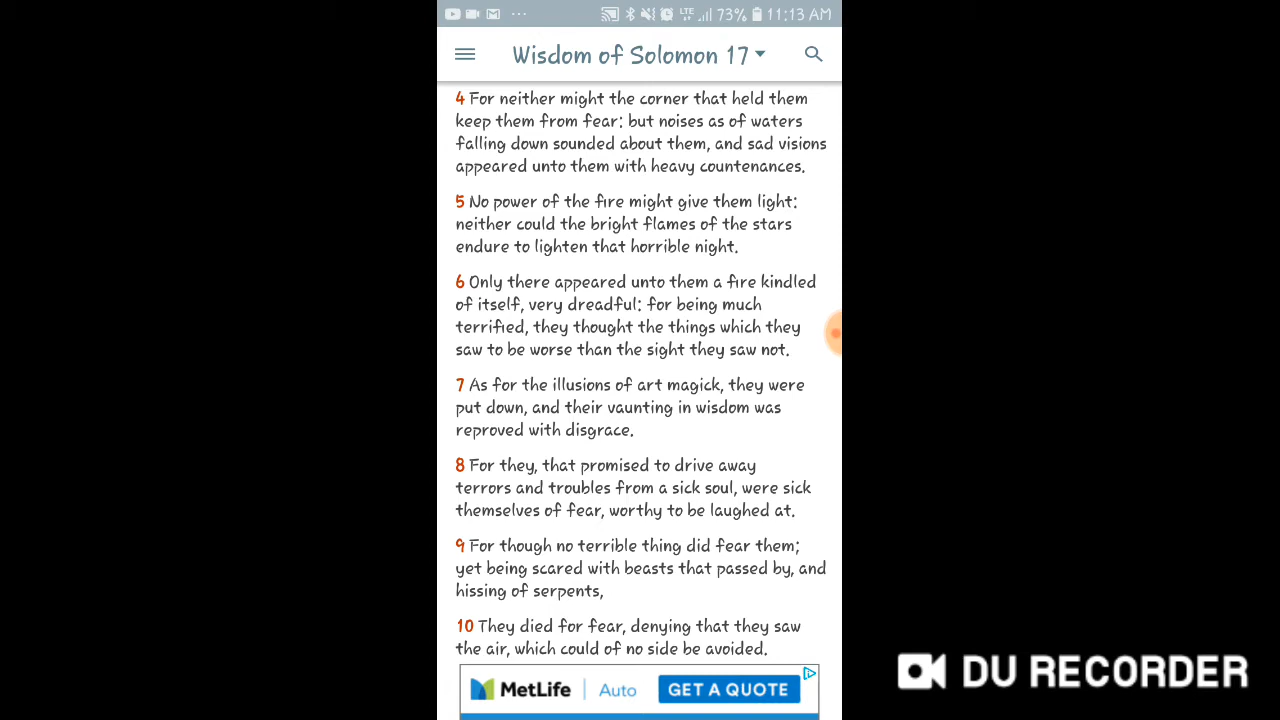 73% 11:13 AM
LTE
Wisdom of Solomon 17
4 For neither might the corner that held them
keep them from fear: but noises as of waters
falling down sounded about them, and sad visions
appeared unto them with heavy countenances.
5 No power of the fire might give them light:
neither could the bright flames of the stars
endure to lighten that horrible night.
6 Only there appeared unto them a fire kindled
of itself, very dreadful: for being much
terrified, they thought the things which they
saw to be worse than the sight they saw not.
7 As for the illusions of art magick, they were
put down, and their vaunting in wisdom was
reproved with disgrace.
8 For they, that promised to drive away
terrors and troubles from a sick soul, were sick
themselves of fear, worthy to be laughed at.
9 For though no terrible thing did fear them;
yet being scared with beasts that passed by, and
hissing of serpents,
10 They died for fear, denying that they saw
the air, which could of no side be avoided.
MetLife Auto GET A QUOTE
DU RECORDER